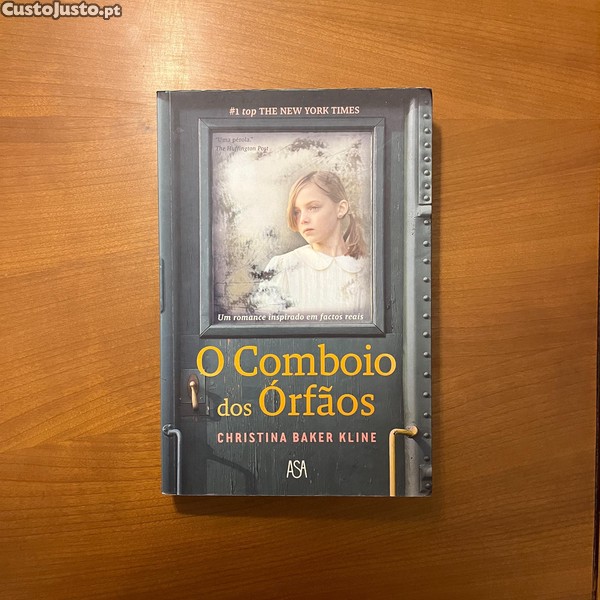 CustoJusto.pt
#1 top THE NEW YORK TIMES
"Uma pérola."
The Huffington Post
Um romance inspirado em factos reais
O Comboio
dos Órfãos
CHRISTINA BAKER KLINE
ASA